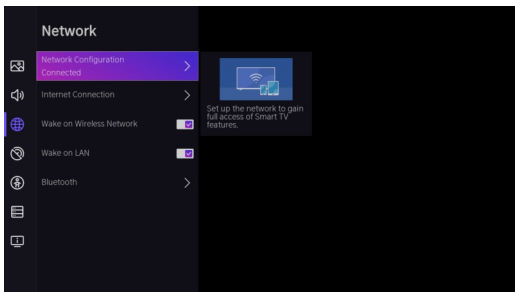 Network
Network Configuration
Connected
Internet Connection
Wake on Wireless Network
Wake on LAN
Bluetooth
Set up the network to gain
full access of Smart TV
features.